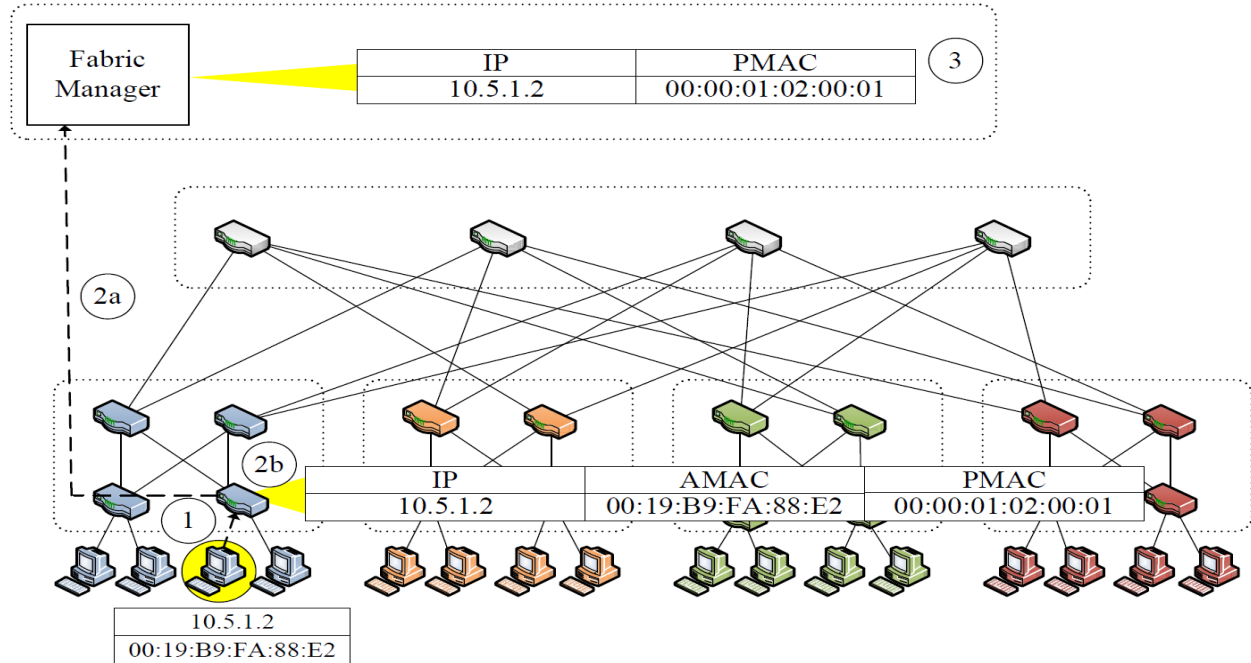 Fabric
Manager
IP PMAC
10.5.1.2 00:00:01:02:00:01
3
2a
2b
IP AMAC PMAC
10.5.1.2 00:19:B9:FA:88:E2 00:00:01:02:00:01
1
10.5.1.2
00:19:B9:FA:88:E2